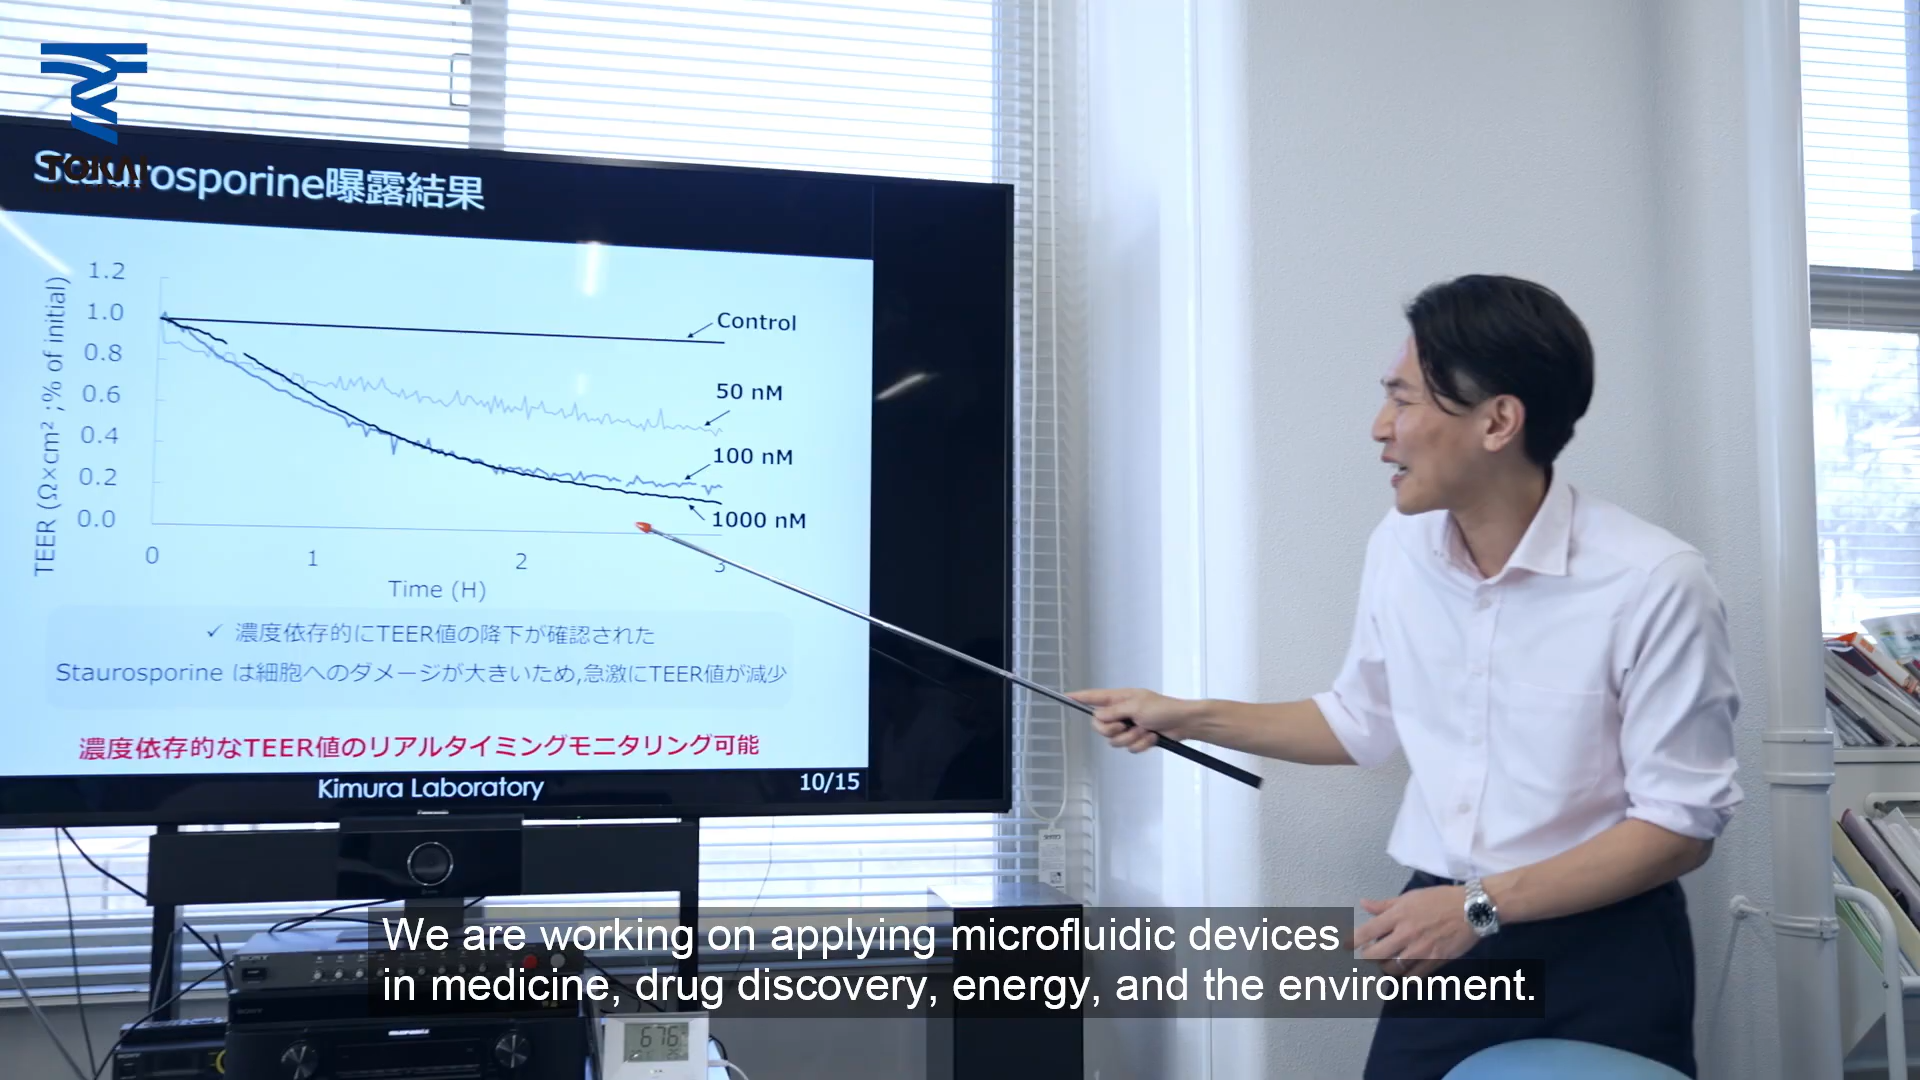 TOKAI
Staurosporine曝露結果
TEER (Ω×cm² ;% of initial)
1.2
1.0
0.8
0.6
0.4
0.2
0.0
Control
50 nM
100 nM
1000 nM
0
1
2
3
Time (H)
✓ 濃度依存的にTEER値の降下が確認された
Staurosporine は細胞へのダメージが大きいため,急激にTEER値が減少
濃度依存的なTEER値のリアルタイミングモニタリング可能
Kimura Laboratory
10/15
We are working on applying microfluidic devices
in medicine, drug discovery, energy, and the environment.
SONY
676